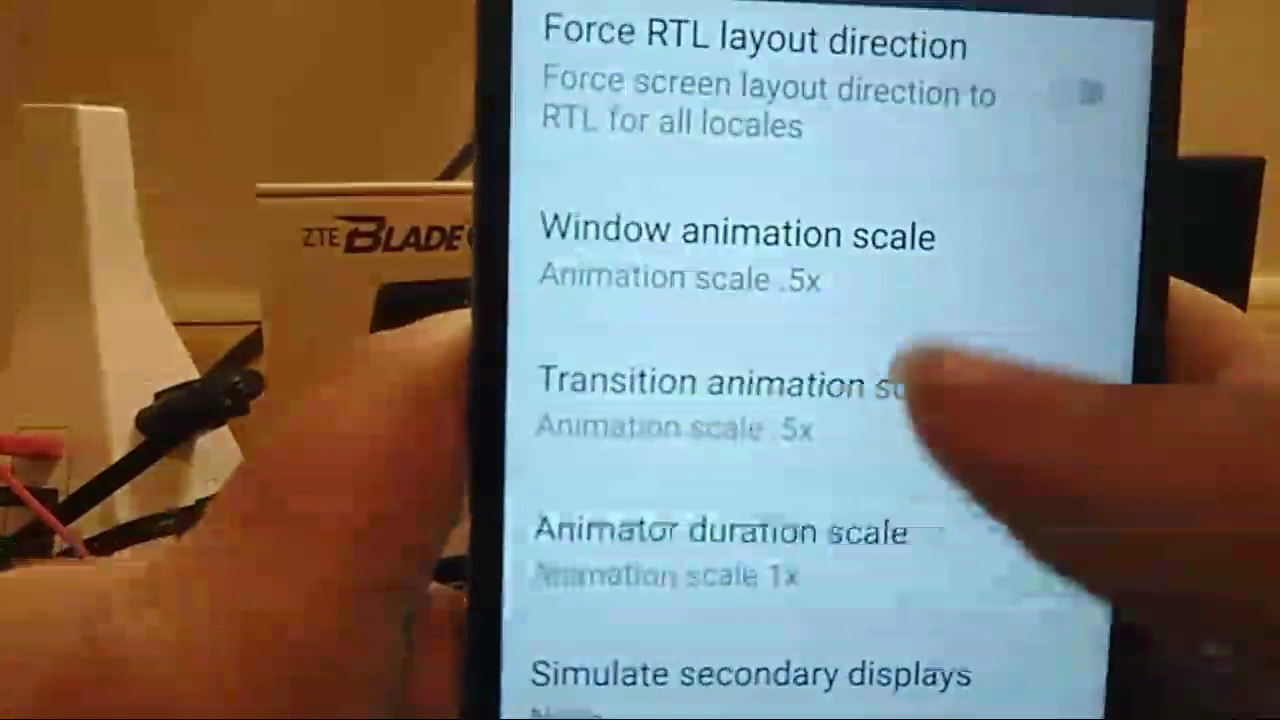 Force RTL layout direction
Force screen layout direction to
RTL for all locales
ZTE BLADE
Window animation scale
Animation scale .5x
Transition animation
Animation scale .5x
Animator duration scale
Animation scale 1x
Simulate secondary displays